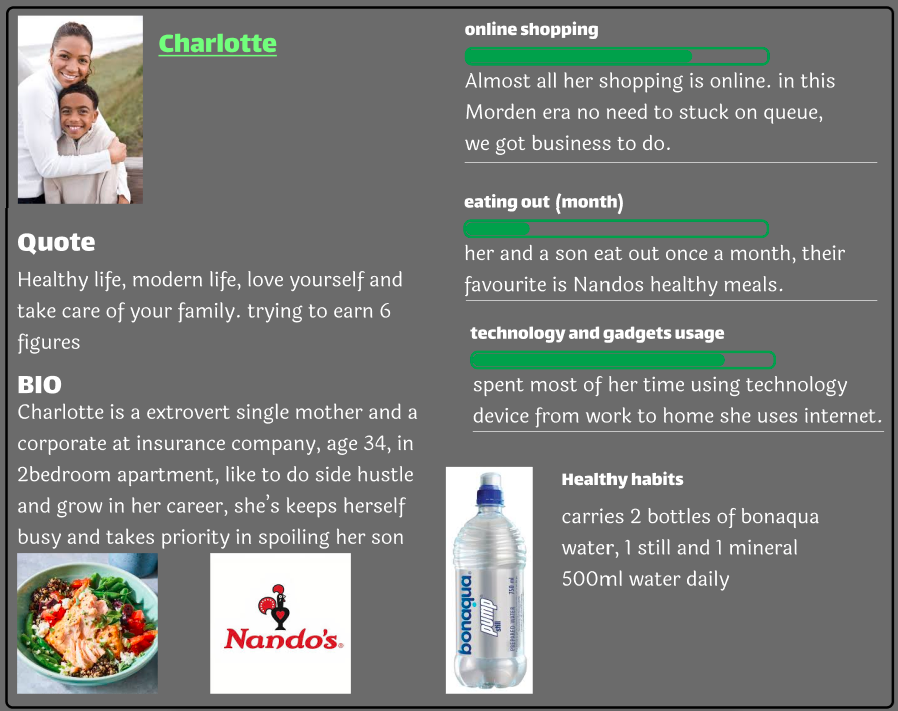 Charlotte
Quote
Healthy life, modern life, love yourself and
take care of your family. trying to earn 6
figures
BIO
Charlotte is a extrovert single mother and a
corporate at insurance company, age 34, in
2bedroom apartment, like to do side hustle
and grow in her career, she's keeps herself
busy and takes priority in spoiling her son
Nando's
online shopping
Almost all her shopping is online. in this
Morden era no need to stuck on queue,
we got business to do.
eating out (month)
her and a son eat out once a month, their
favourite is Nandos healthy meals.
technology and gadgets usage
spent most of her time using technology
device from work to home she uses internet.
bonaqua
pump
still
PREPARED WATER 750 ml
Healthy habits
carries 2 bottles of bonaqua
water, 1 still and 1 mineral
500ml water daily